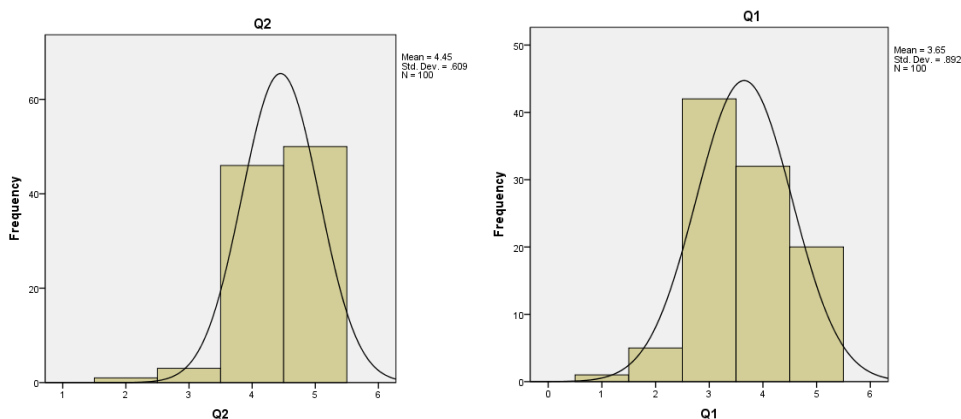 Q2
Mean = 4.45
Std. Dev. = .609
N = 100
Frequency
60
40
20
0
1 2 3 4 5 6
Q2
Q1
Mean = 3.65
Std. Dev. = .892
N = 100
Frequency
50
40
30
20
10
0
0 1 2 3 4 5 6
Q1